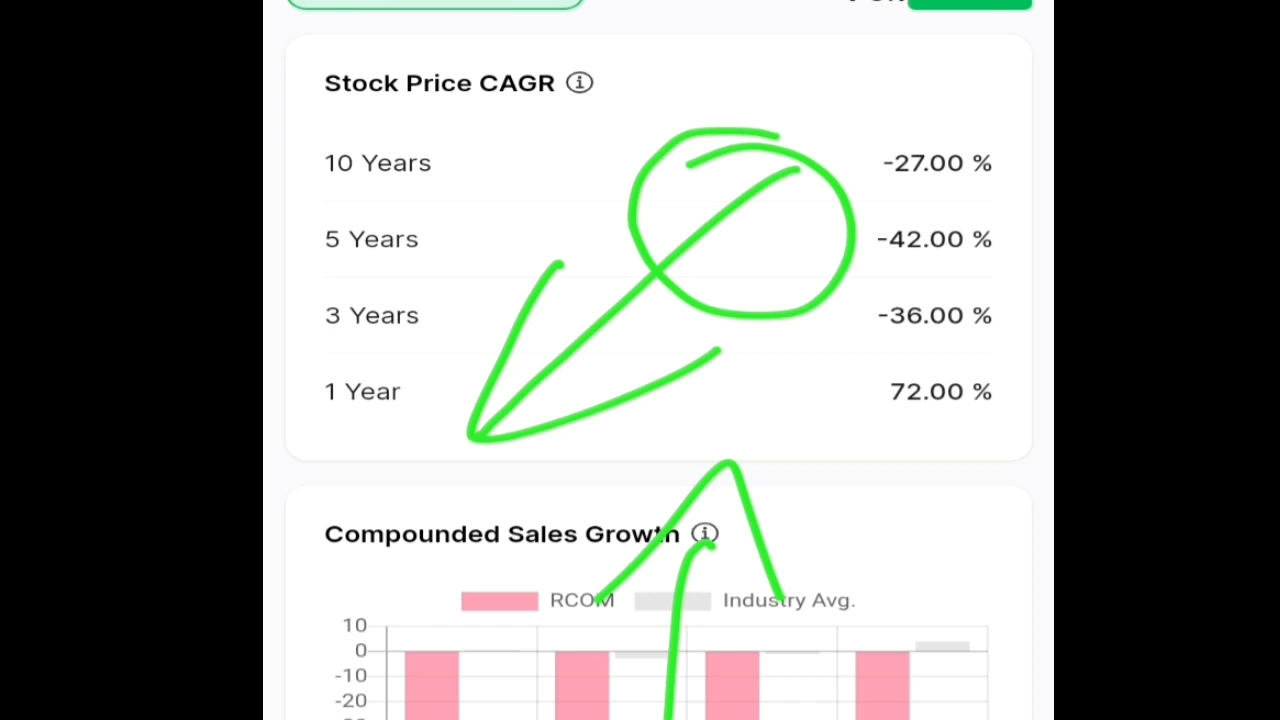 Stock Price CAGR
10 Years -27.00 %
5 Years -42.00 %
3 Years -36.00 %
1 Year 72.00 %
Compounded Sales Growth
RCOM Industry Avg.
10
0
-10
-20